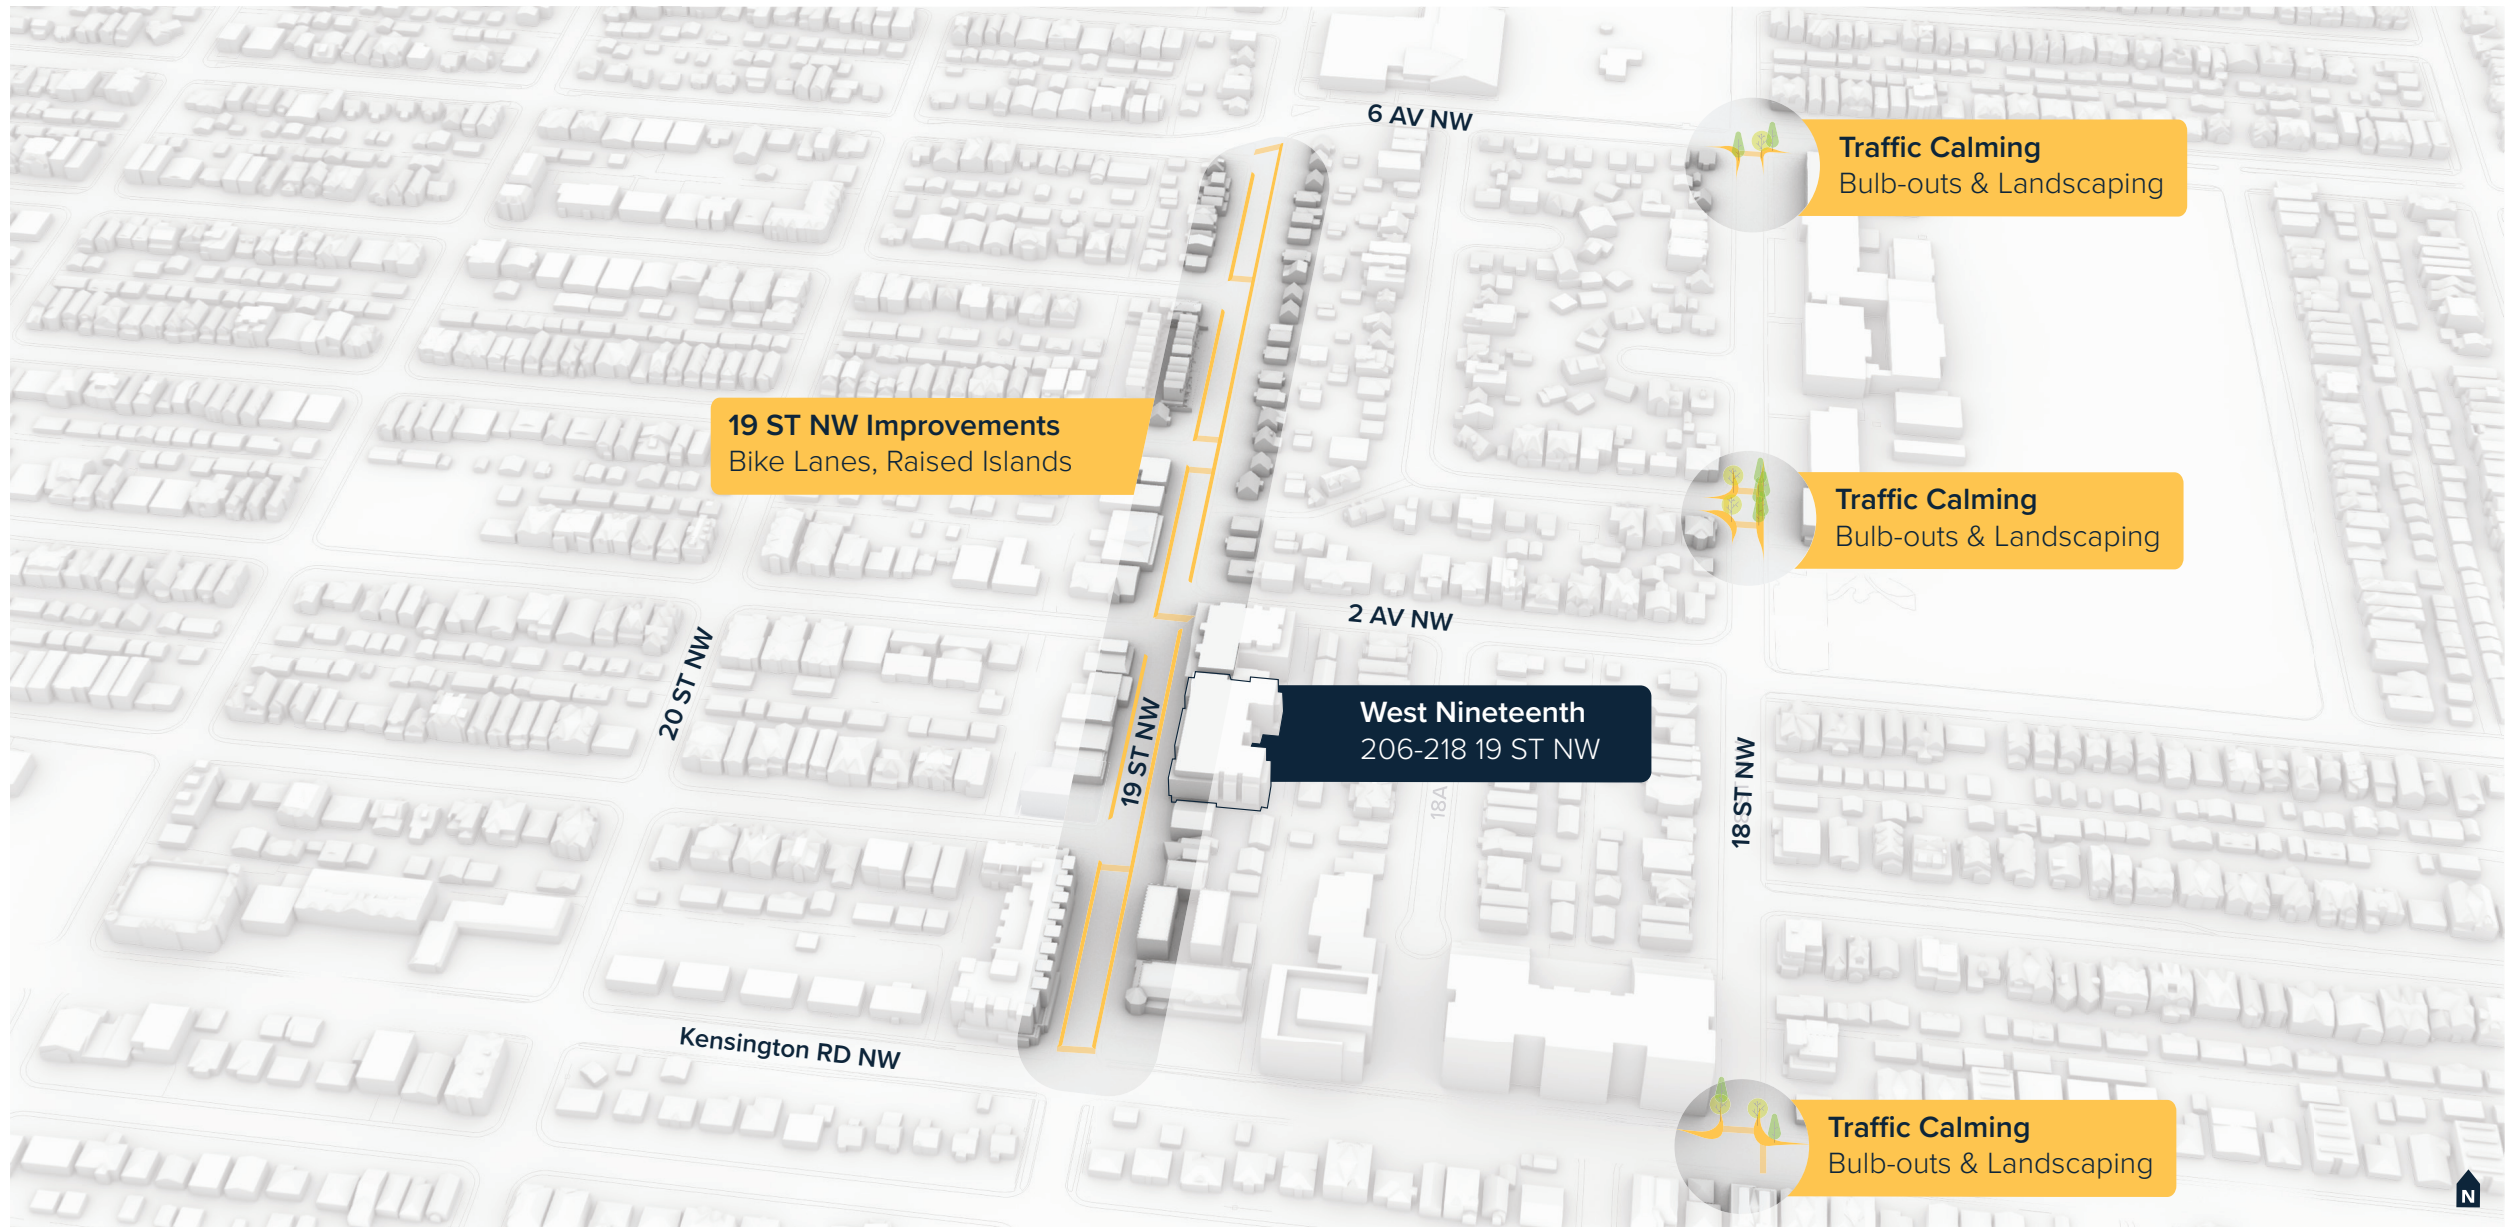 6 AV NW
Traffic Calming
Bulb-outs & Landscaping
19 ST NW Improvements
Bike Lanes, Raised Islands
Traffic Calming
Bulb-outs & Landscaping
2 AV NW
20 ST NW
West Nineteenth
206-218 19 ST NW
19 ST NW
18A
18 ST NW
Kensington RD NW
Traffic Calming
Bulb-outs & Landscaping
N